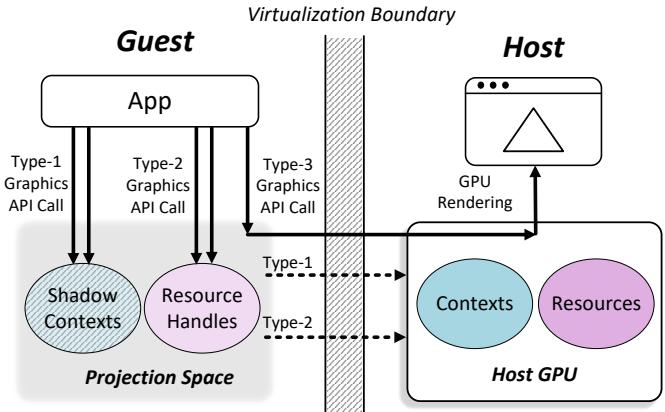 Virtualization Boundary
Guest
Host
App
Type-1
Graphics
API Call
Type-2
Graphics
API Call
Type-3
Graphics
API Call
GPU
Rendering
Shadow
Contexts
Resource
Handles
Type-1
Type-2
Contexts
Resources
Projection Space
Host GPU